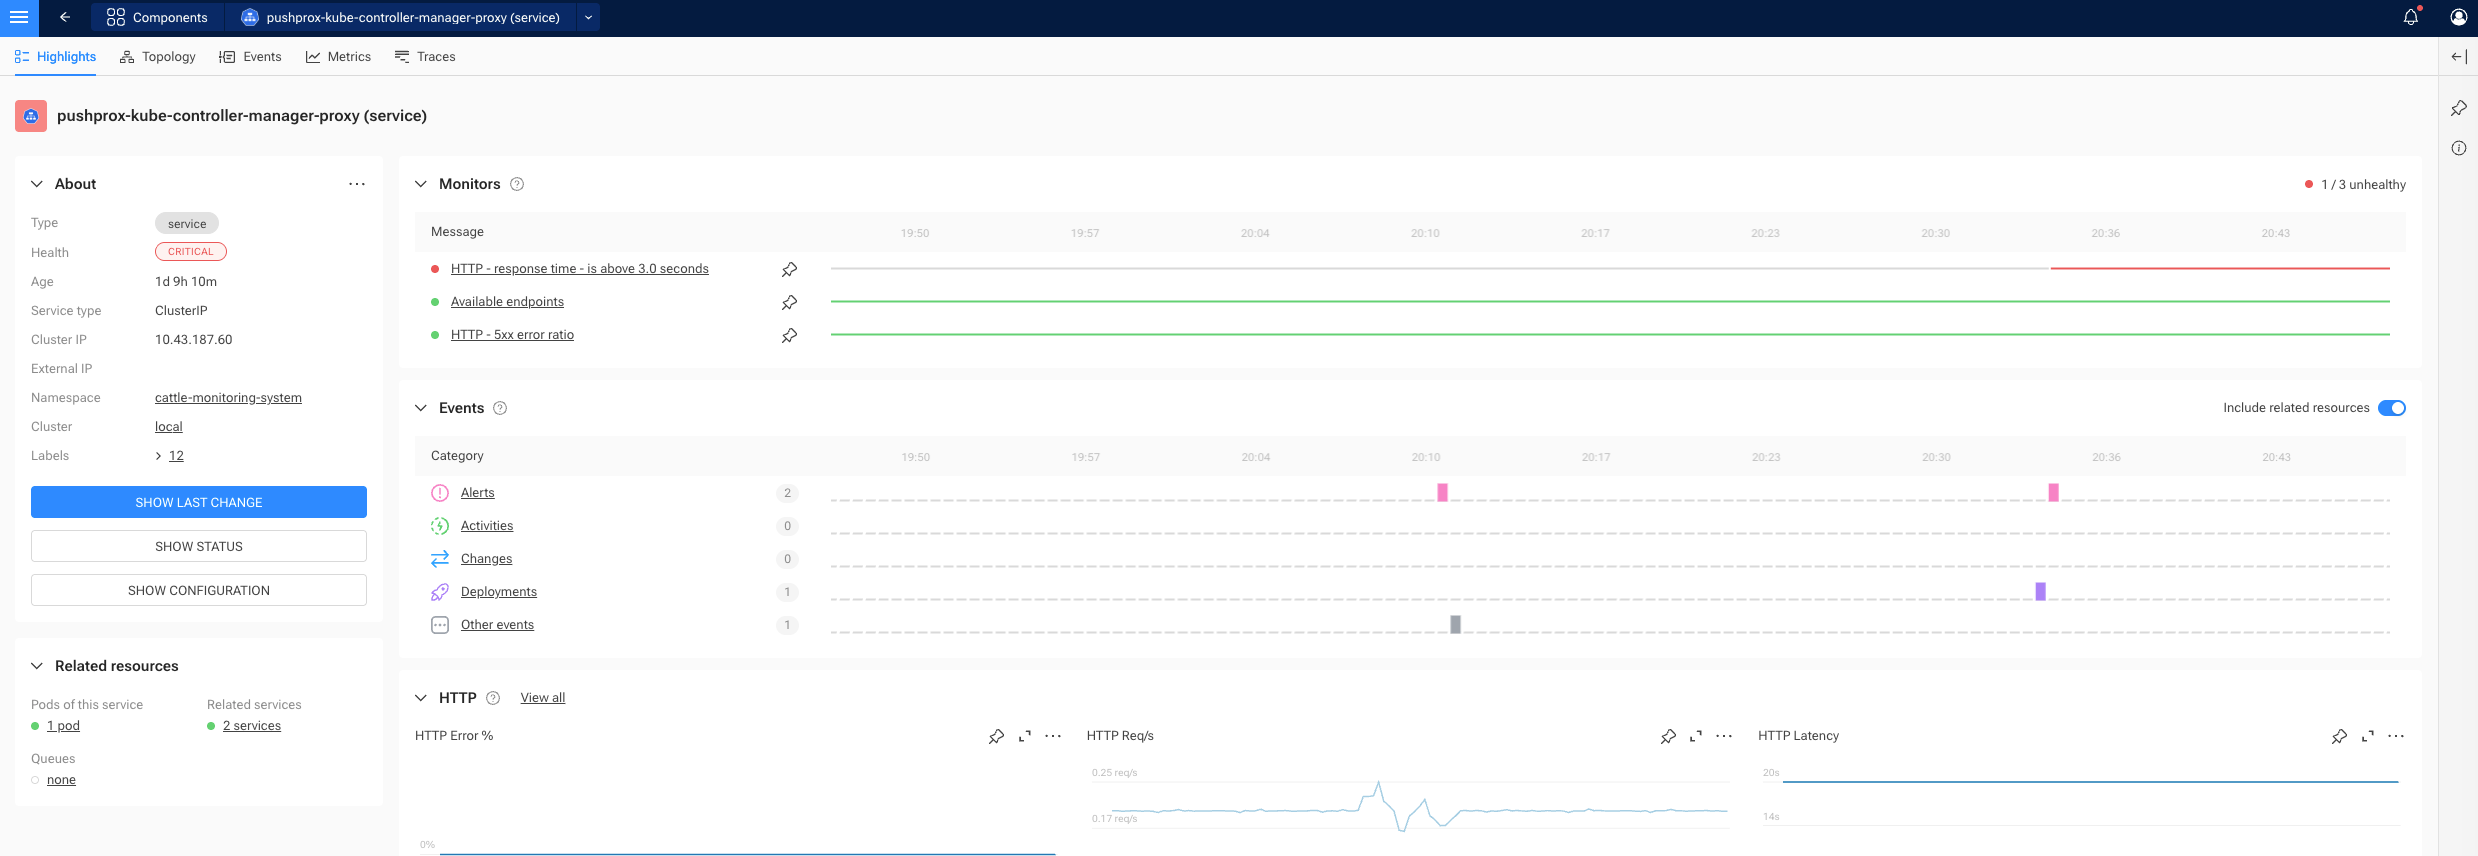 Components
pushprox-kube-controller-manager-proxy (service)
Highlights
Topology
Events
Metrics
Traces
pushprox-kube-controller-manager-proxy (service)
About
Type service
Health CRITICAL
Age 1d 9h 10m
Service type ClusterIP
Cluster IP 10.43.187.60
External IP
Namespace cattle-monitoring-system
Cluster local
Labels 12
SHOW LAST CHANGE
SHOW STATUS
SHOW CONFIGURATION
Related resources
Pods of this service
1 pod
Related services
2 services
Queues
none
Monitors
1 / 3 unhealthy
Message 19:50 19:57 20:04 20:10 20:17 20:23 20:30 20:36 20:43
HTTP - response time - is above 3.0 seconds
Available endpoints
HTTP - 5xx error ratio
Events
Include related resources
Category 19:50 19:57 20:04 20:10 20:17 20:23 20:30 20:36 20:43
Alerts 2
Activities 0
Changes 0
Deployments 1
Other events 1
HTTP View all
HTTP Error %
0%
HTTP Req/s
0.25 req/s
0.17 req/s
HTTP Latency
20s
14s